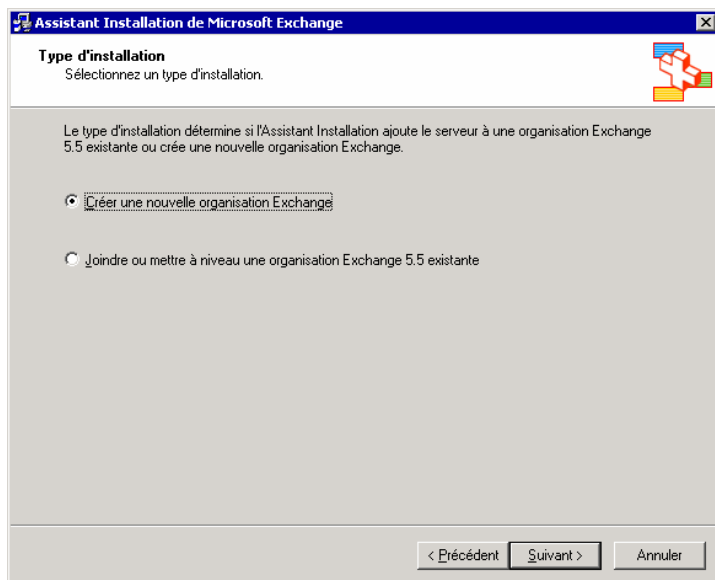 Assistant Installation de Microsoft Exchange
Type d'installation
Sélectionnez un type d'installation.
Le type d'installation détermine si l'Assistant Installation ajoute le serveur à une organisation Exchange
5.5 existante ou crée une nouvelle organisation Exchange.
Créer une nouvelle organisation Exchange
Joindre ou mettre à niveau une organisation Exchange 5.5 existante
< Précédent Suivant > Annuler